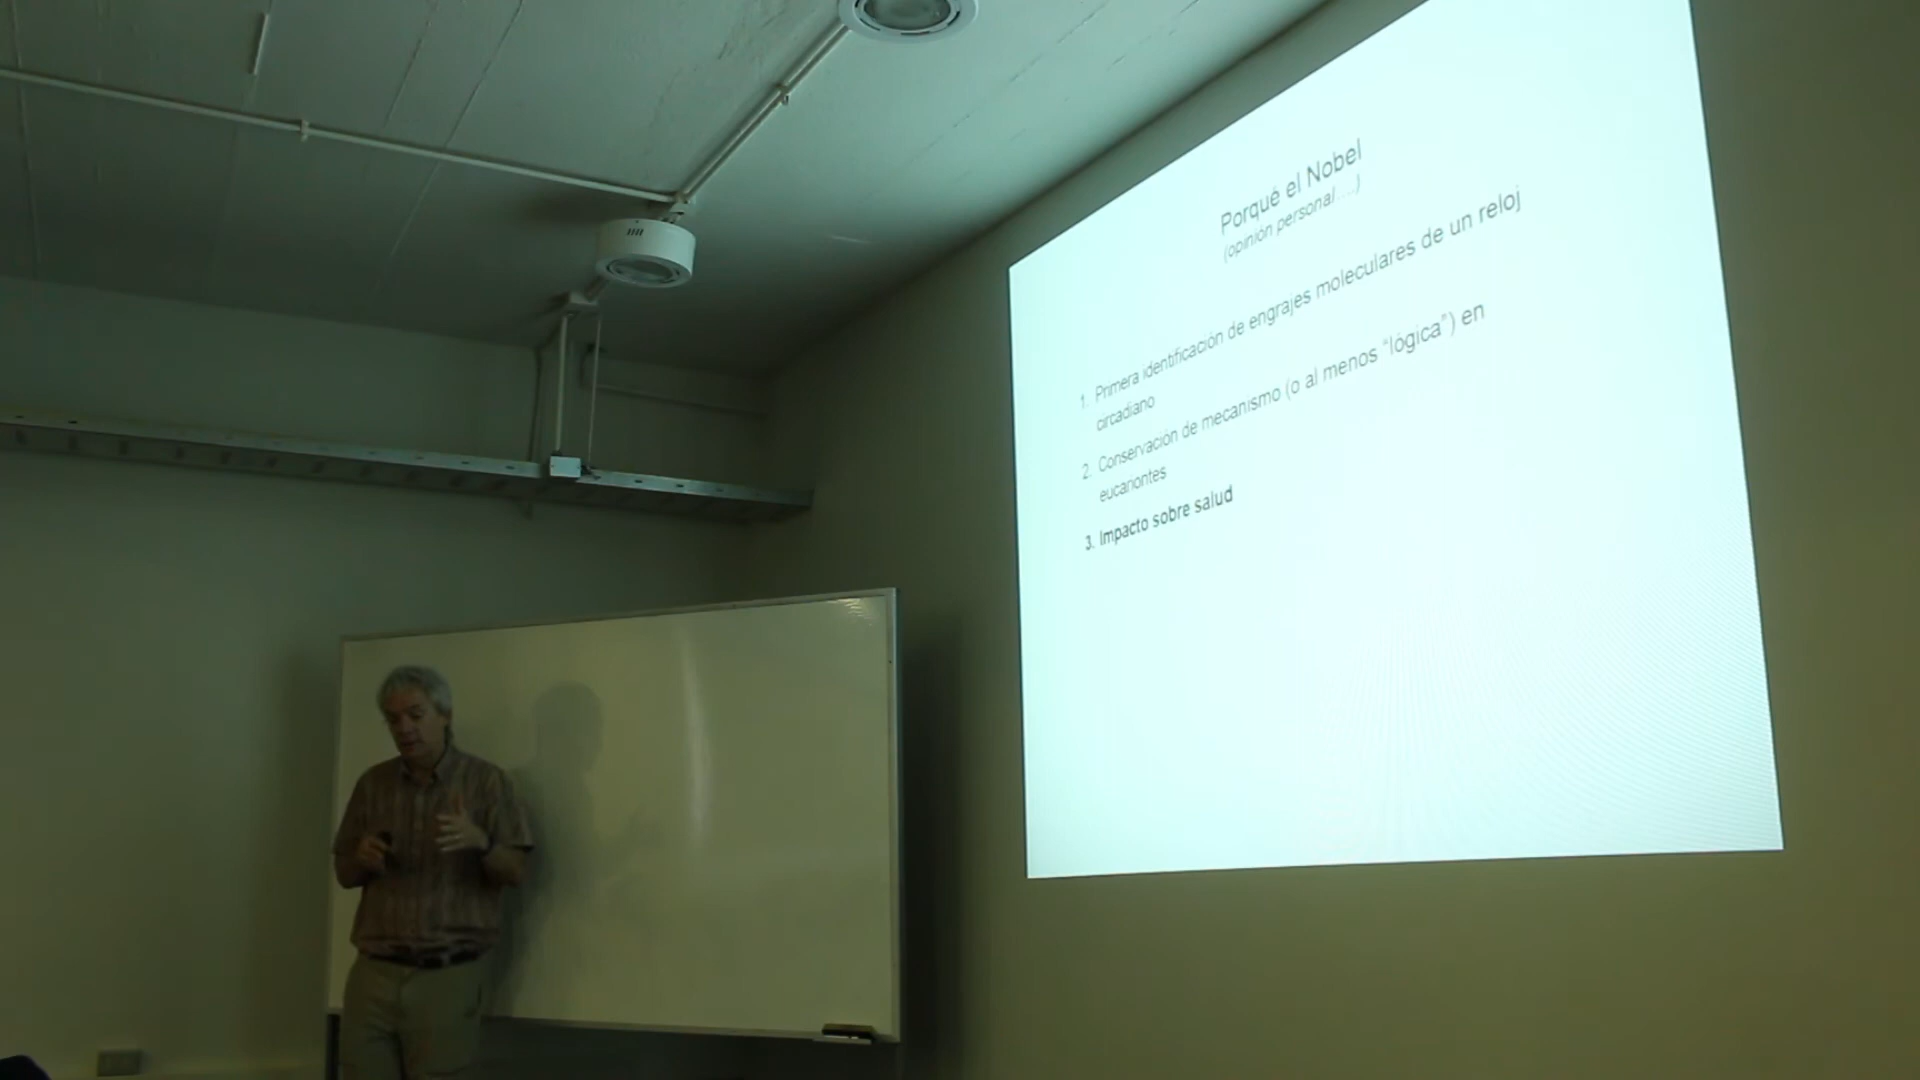 Porqué el Nobel
(opinión personal....)
1. Primera identificación de engrajes moleculares de un reloj
circadiano
2. Conservación de mecanismo (o al menos “lógica”) en
eucariontes
3. Impacto sobre salud